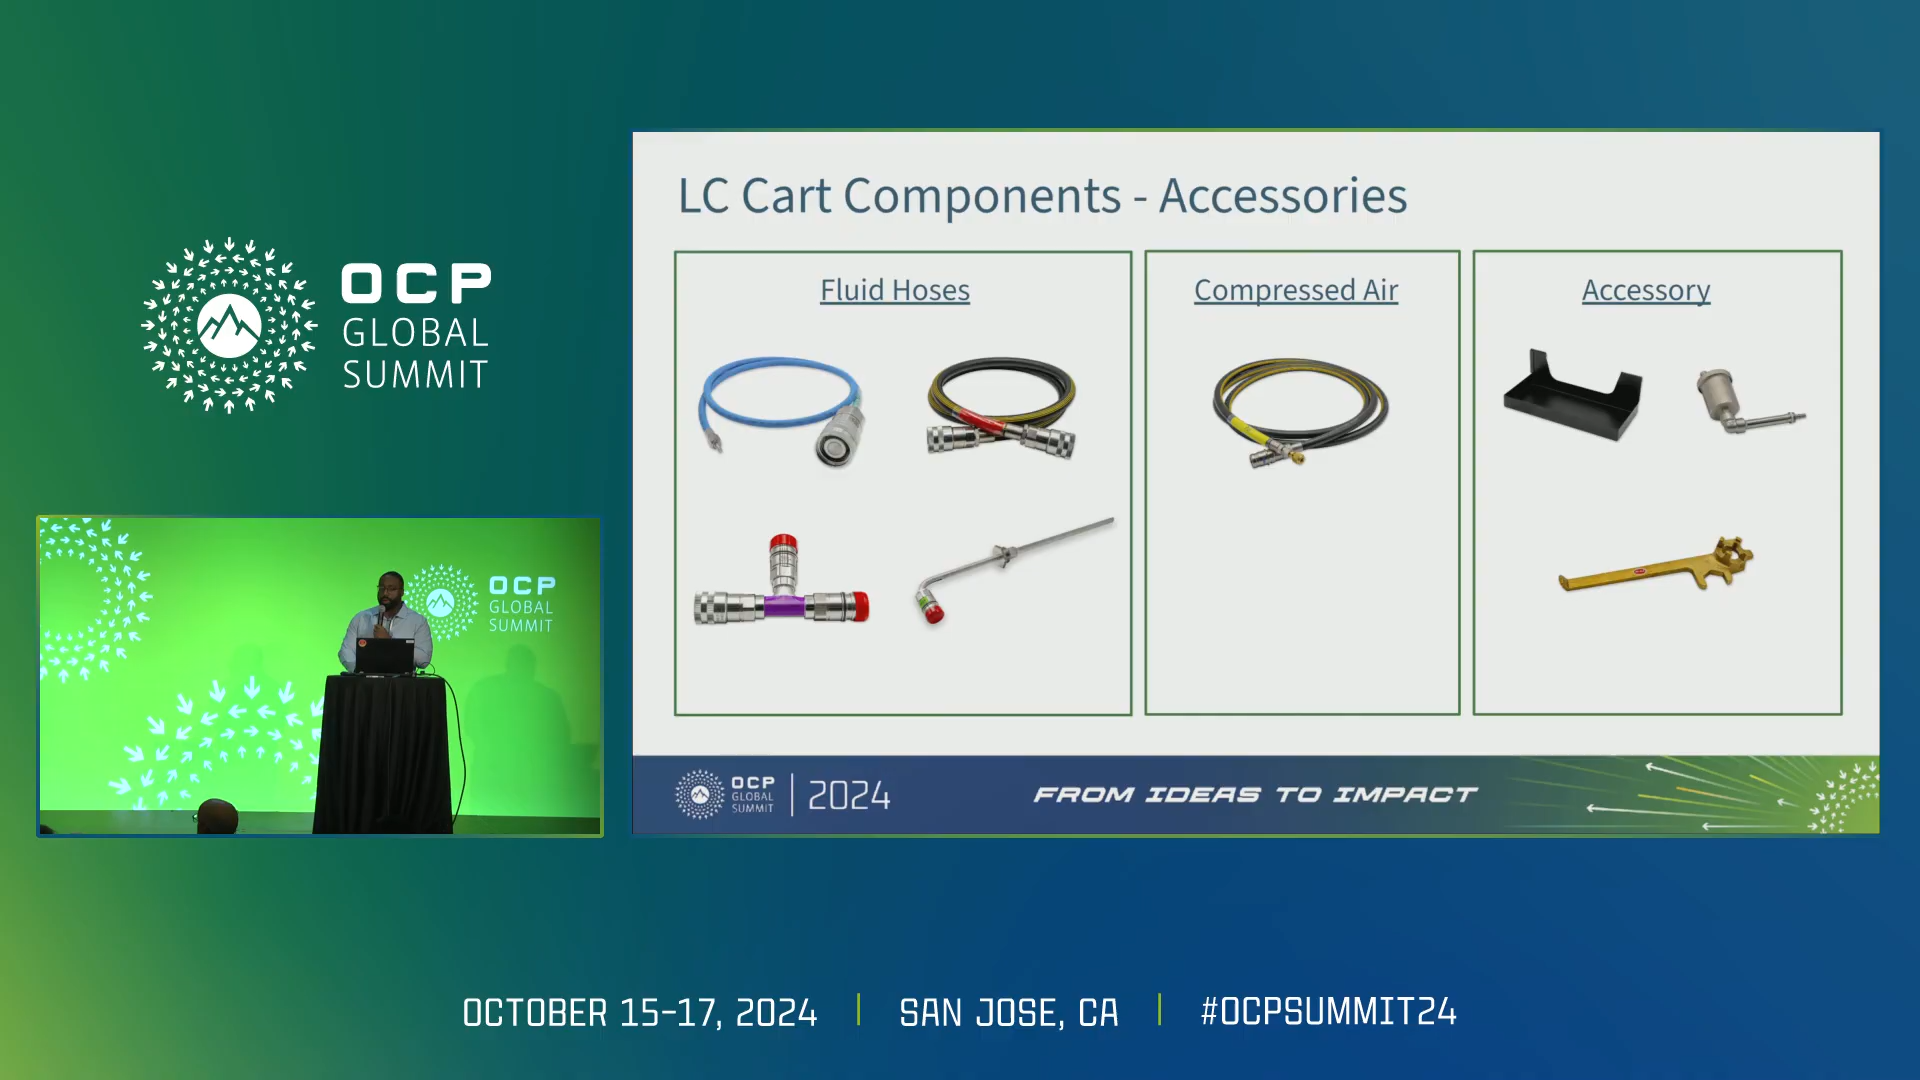 OCP
GLOBAL
SUMMIT
LC Cart Components - Accessories
Fluid Hoses
Compressed Air
Accessory
OCP
GLOBAL
SUMMIT
OCP
GLOBAL
SUMMIT
2024
FROM IDEAS TO IMPACT
OCTOBER 15-17, 2024
SAN JOSE, CA
#OCPSUMMIT24